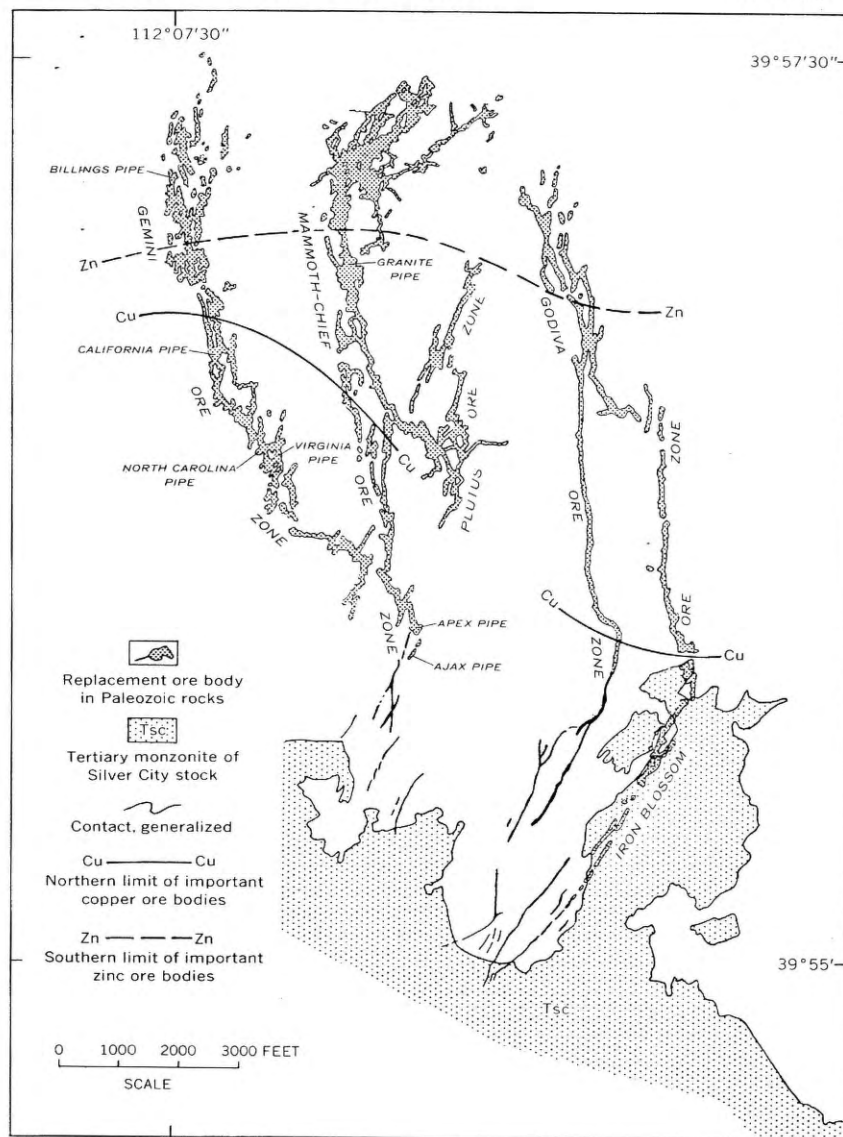 112°07'30"
39°57'30"
BILLINGS PIPE
GEMINI
MAMMOTH-CHIEF
Zn
GRANITE PIPE
ZONE
GODIVA
Zn
Cu
CALIFORNIA PIPE
ORE
ORE
VIRGINIA PIPE
NORTH CAROLINA PIPE
Cu
ORE
PLUTUS
ORE
ZONE
ZONE
Cu
ORE
ZONE
APEX PIPE
ZONE
Cu
AJAX PIPE
Replacement ore body
in Paleozoic rocks
Tsc
Tertiary monzonite of
Silver City stock
IRON BLOSSOM
Contact, generalized
Cu Cu
Northern limit of important
copper ore bodies
Zn Zn
Southern limit of important
zinc ore bodies
39°55'
Tsc
0 1000 2000 3000 FEET
SCALE